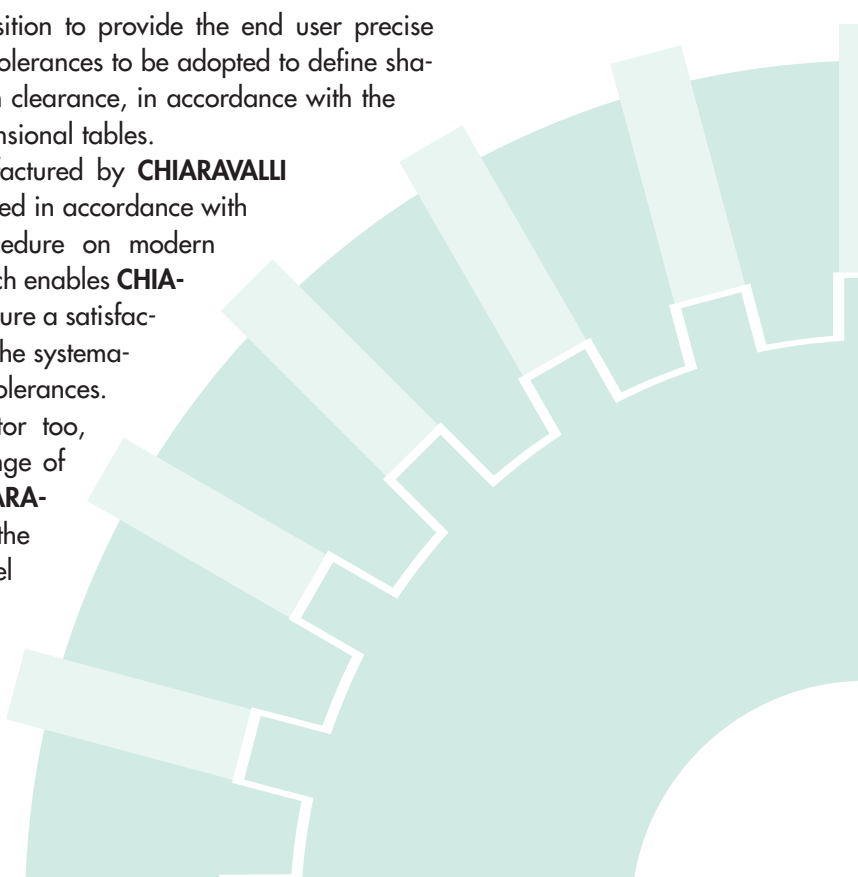 sition to provide the end user precise
olerances to be adopted to define sha-
clearance, in accordance with the
nsional tables.
factured by CHIARAVALLI
ed in accordance with
edure on modern
ch enables CHIA-
ure a satisfac-
he systema-
olerances.
tor too,
nge of
ARA-
the
el